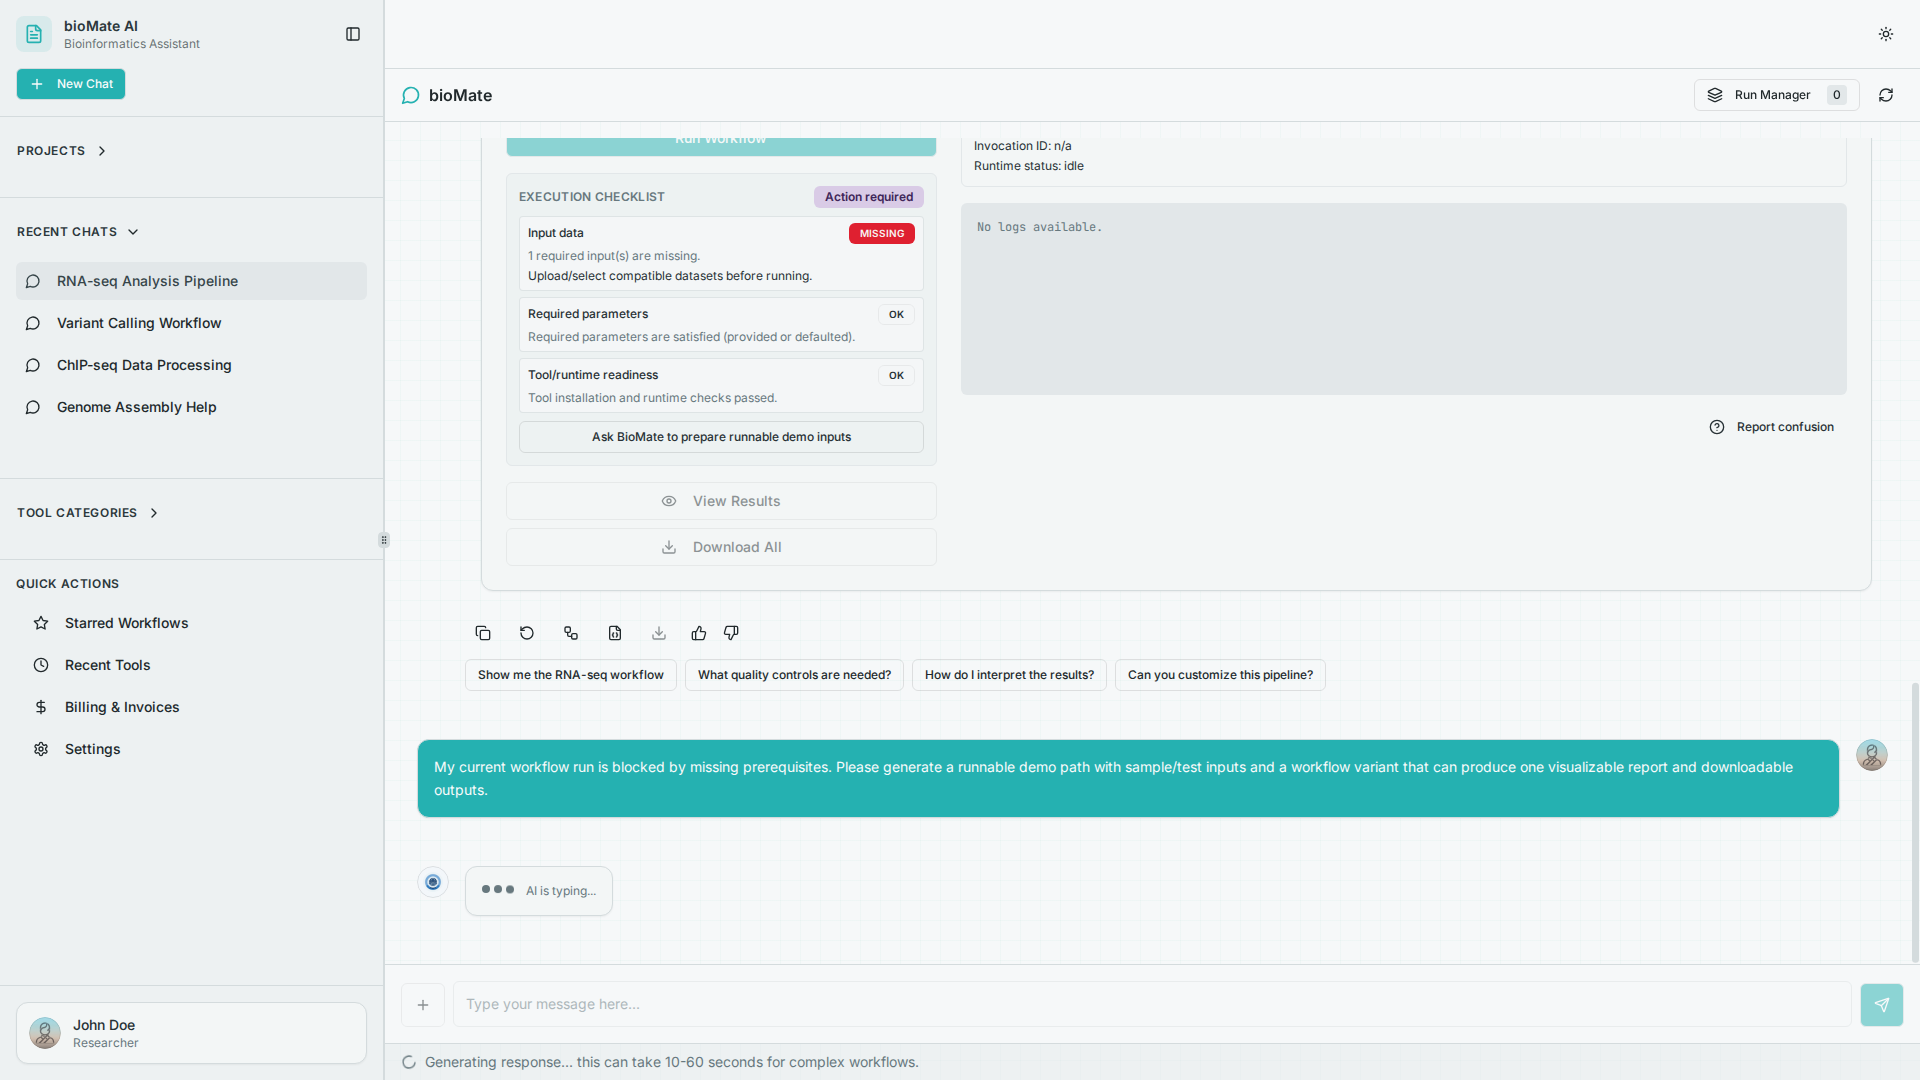 bioMate AI
Bioinformatics Assistant
New Chat
PROJECTS
RECENT CHATS
RNA-seq Analysis Pipeline
Variant Calling Workflow
ChIP-seq Data Processing
Genome Assembly Help
TOOL CATEGORIES
QUICK ACTIONS
Starred Workflows
Recent Tools
Billing & Invoices
Settings
John Doe
Researcher
bioMate
Run Manager 0
Run Workflow
EXECUTION CHECKLIST
Action required
Input data
MISSING
1 required input(s) are missing.
Upload/select compatible datasets before running.
Required parameters
OK
Required parameters are satisfied (provided or defaulted).
Tool/runtime readiness
OK
Tool installation and runtime checks passed.
Ask BioMate to prepare runnable demo inputs
View Results
Download All
Invocation ID: n/a
Runtime status: idle
No logs available.
Report confusion
Show me the RNA-seq workflow
What quality controls are needed?
How do I interpret the results?
Can you customize this pipeline?
My current workflow run is blocked by missing prerequisites. Please generate a runnable demo path with sample/test inputs and a workflow variant that can produce one visualizable report and downloadable
outputs.
AI is typing...
Type your message here...
Generating response... this can take 10-60 seconds for complex workflows.